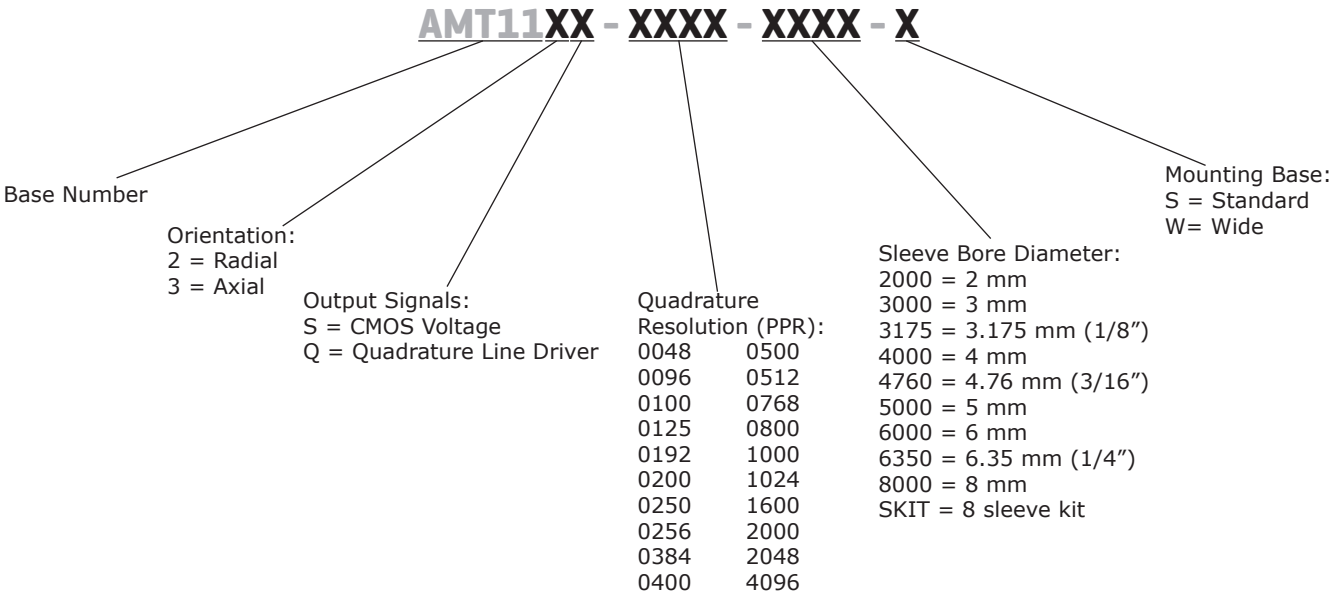 AMT11XX - XXXX - XXXX - X
Base Number
Orientation:
2 = Radial
3 = Axial
Output Signals:
S = CMOS Voltage
Q = Quadrature Line Driver
Quadrature
Resolution (PPR):
0048 0500
0096 0512
0100 0768
0125 0800
0192 1000
0200 1024
0250 1600
0256 2000
0384 2048
0400 4096
Sleeve Bore Diameter:
2000 = 2 mm
3000 = 3 mm
3175 = 3.175 mm (1/8″)
4000 = 4 mm
4760 = 4.76 mm (3/16″)
5000 = 5 mm
6000 = 6 mm
6350 = 6.35 mm (1/4″)
8000 = 8 mm
SKIT = 8 sleeve kit
Mounting Base:
S = Standard
W= Wide